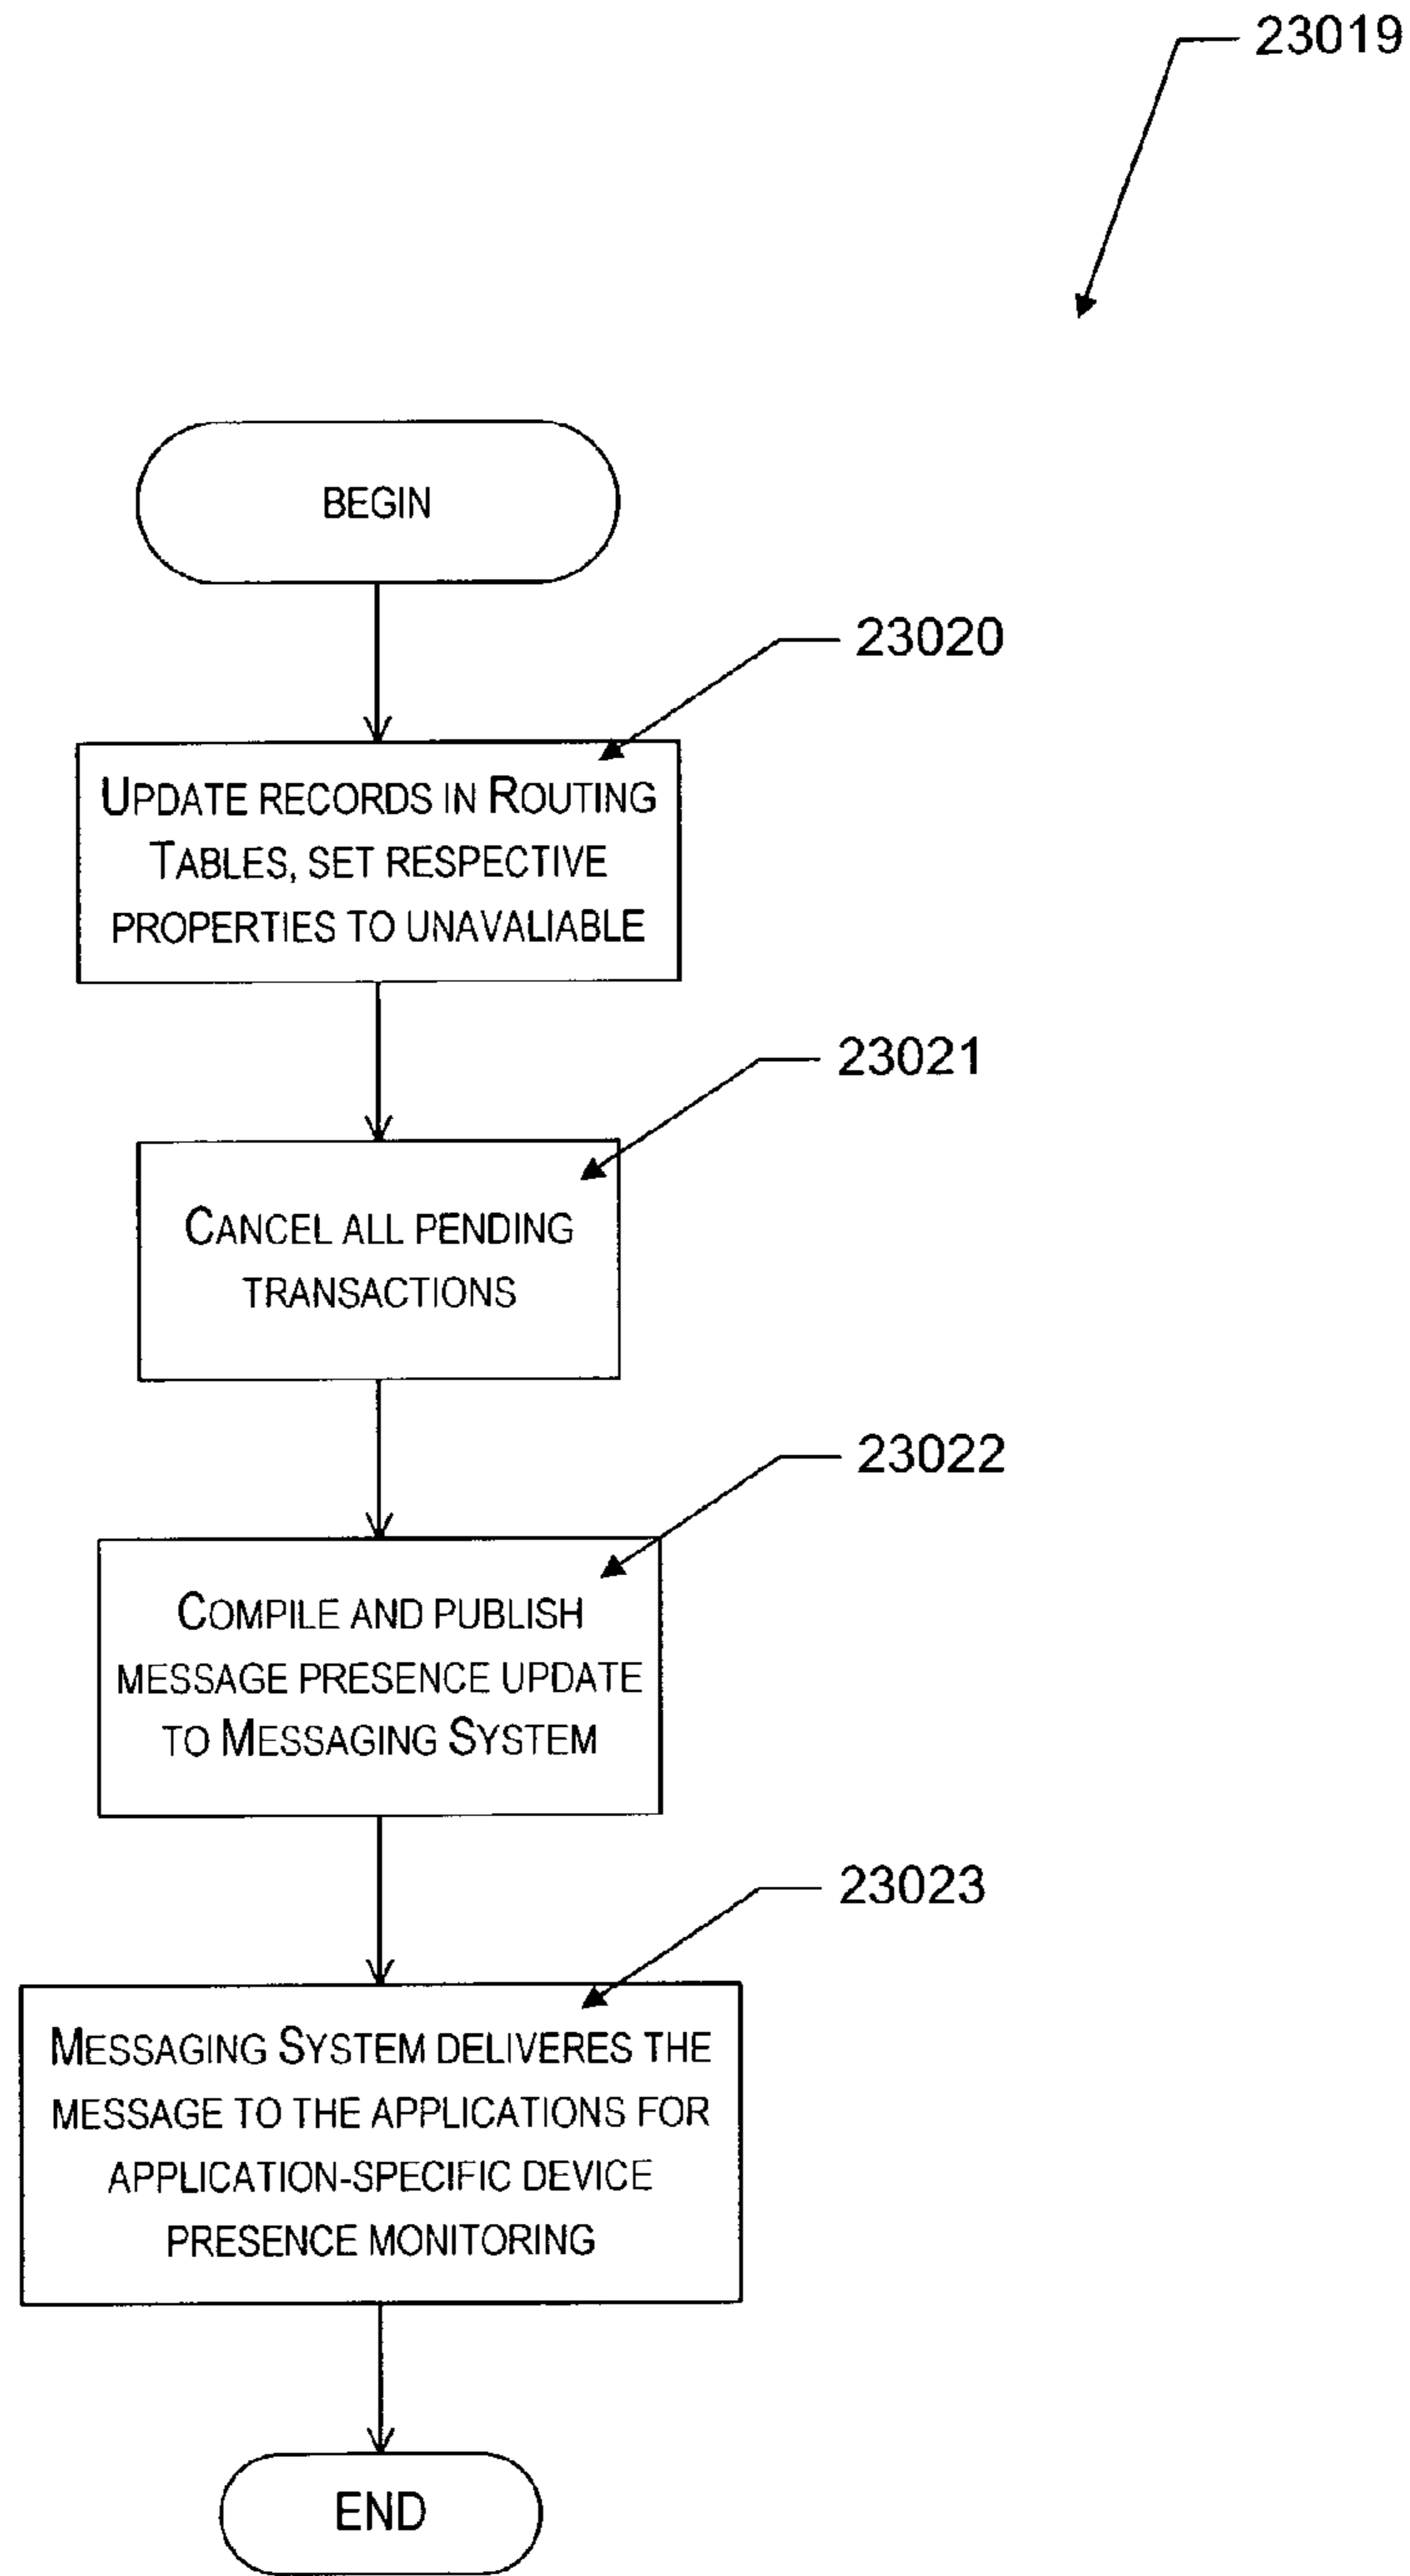 23019
BEGIN
23020
UPDATE RECORDS IN ROUTING
TABLES, SET RESPECTIVE
PROPERTIES TO UNAVALIABLE
23021
CANCEL ALL PENDING
TRANSACTIONS
23022
COMPILE AND PUBLISH
MESSAGE PRESENCE UPDATE
TO MESSAGING SYSTEM
23023
MESSAGING SYSTEM DELIVERES THE
MESSAGE TO THE APPLICATIONS FOR
APPLICATION-SPECIFIC DEVICE
PRESENCE MONITORING
END